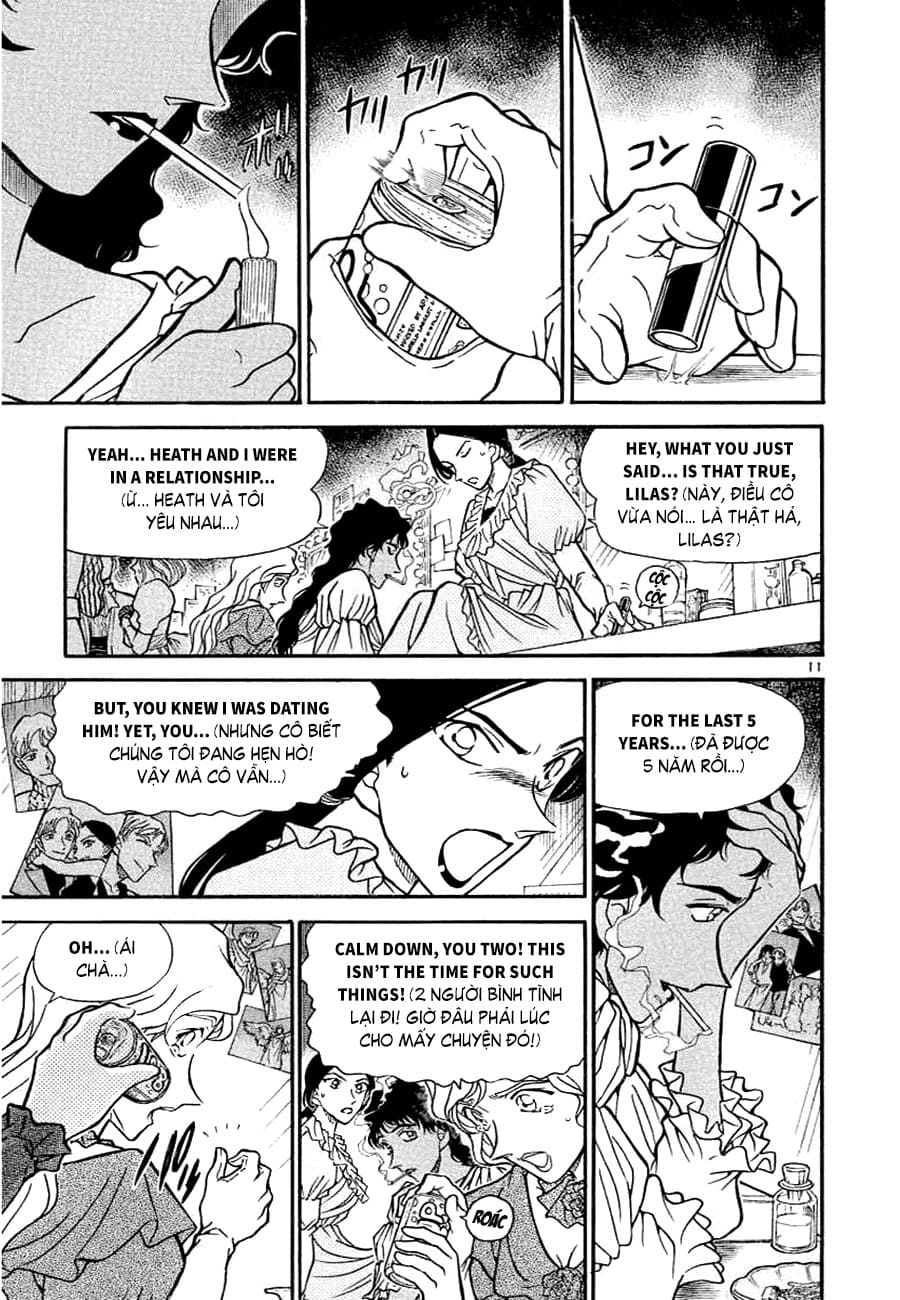 コン
コン
カリ
カリ
YEAH... HEATH AND I WERE
IN A RELATIONSHIP...
(Ừ... HEATH VÀ TÔI
YÊU NHAU...)
HEY, WHAT YOU JUST
SAID... IS THAT TRUE,
LILAS? (NÀY, ĐIỀU CÔ
VỪA NÓI... LÀ THẬT HẢ,
LILAS?)
CỘC
CỘC
11
FOR THE LAST 5
YEARS... (ĐÃ ĐƯỢC
5 NĂM RỒI...)
BUT, YOU KNEW I WAS DATING
HIM! YET, YOU... (NHƯNG CÔ BIẾT
CHÚNG TÔI ĐANG HẸN HÒ!
VẬY MÀ CÔ VẪN...)
CALM DOWN, YOU TWO! THIS
ISN'T THE TIME FOR SUCH
THINGS! (2 NGƯỜI BÌNH TĨNH
LẠI ĐI! GIỜ ĐÂU PHẢI LÚC
CHO MẤY CHUYỆN ĐÓ!)
ROÁC
OH... (ÁI
CHÀ...)